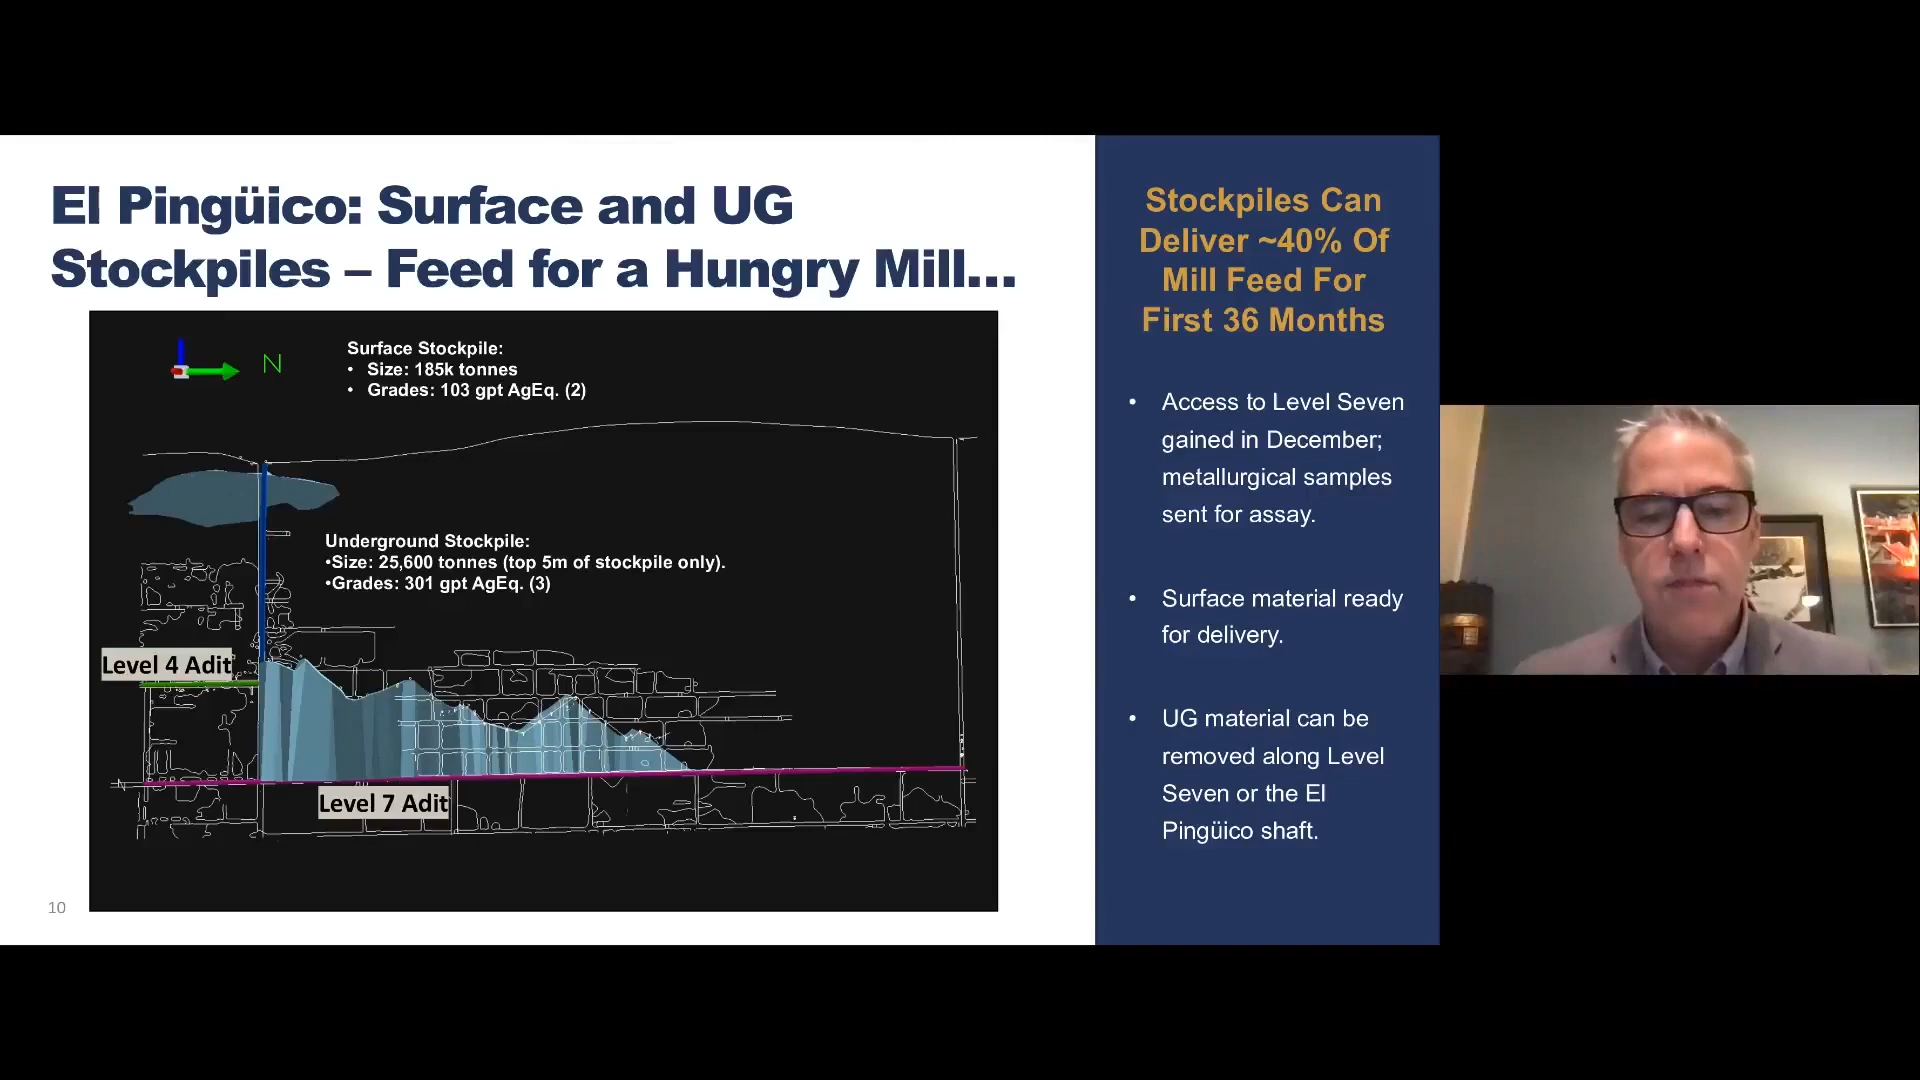 El Pingüico: Surface and UG
Stockpiles – Feed for a Hungry Mill...
N
Surface Stockpile:
• Size: 185k tonnes
• Grades: 103 gpt AgEq. (2)
Underground Stockpile:
•Size: 25,600 tonnes (top 5m of stockpile only).
•Grades: 301 gpt AgEq. (3)
Level 4 Adit
Level 7 Adit
10
Stockpiles Can
Deliver ~40% Of
Mill Feed For
First 36 Months
• Access to Level Seven
gained in December;
metallurgical samples
sent for assay.
• Surface material ready
for delivery.
• UG material can be
removed along Level
Seven or the El
Pingüico shaft.